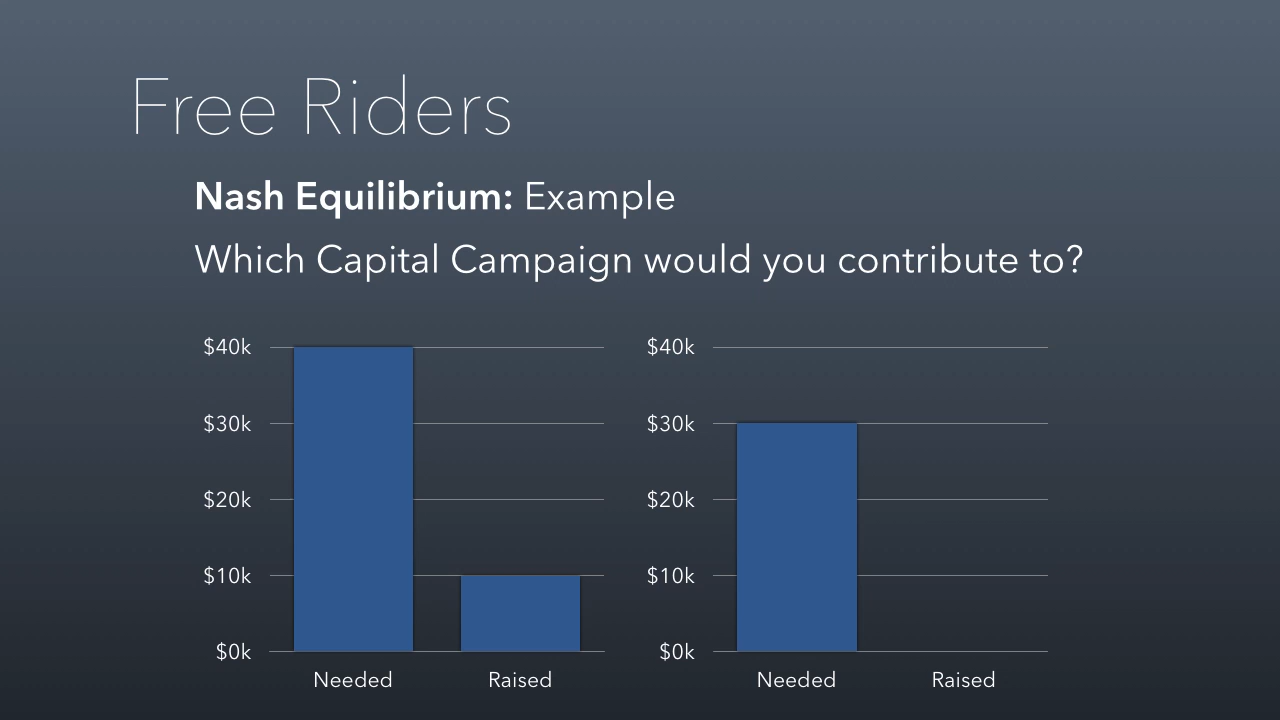 Free Riders
Nash Equilibrium: Example
Which Capital Campaign would you contribute to?
$40k
$30k
$20k
$10k
$0k
Needed
Raised
$40k
$30k
$20k
$10k
$0k
Needed
Raised